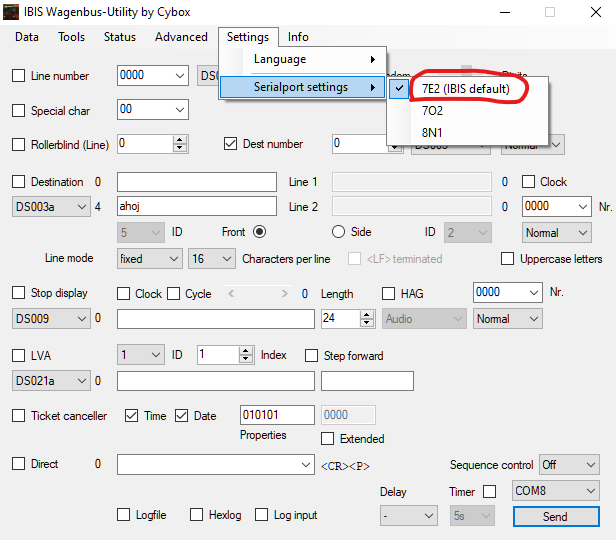 IBIS Wagenbus-Utility by Cybox
Data Tools Status Advanced Settings Info
Language
Serialport settings
7E2 (IBIS default)
7O2
8N1
Line number 0000
Special char 00
Rollerblind (Line) 0 Dest number 0 Normal
Destination 0 Line 1 0 Clock
DS003a 4 ahoj Line 2 0 0000 Nr.
5 ID Front Side ID 2 Normal
Line mode fixed 16 Characters per line <LF> terminated Uppercase letters
Stop display Clock Cycle < > 0 Length HAG 0000 Nr.
DS009 0 24 Audio Normal
LVA 1 ID 1 Index Step forward
DS021a 0
Ticket canceller Time Date 010101 0000
Properties Extended
Direct 0 <CR><P> Sequence control Off
Delay Timer COM8
Logfile Hexlog Log input - 5s Send